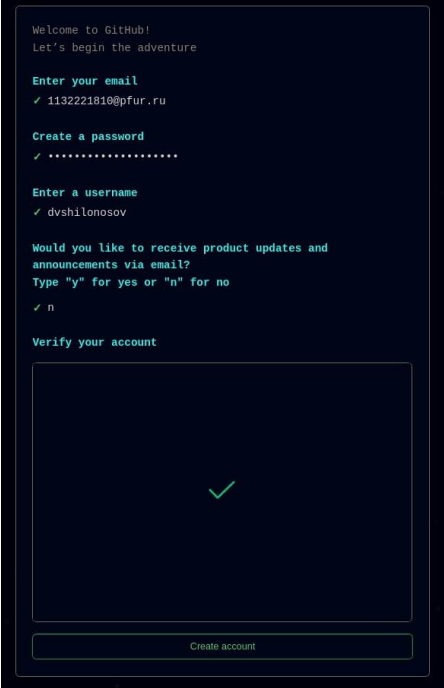 Welcome to GitHub!
Let’s begin the adventure
Enter your email
✓ 1132221810@pfur.ru
Create a password
✓ ••••••••••••••••••••
Enter a username
✓ dvshilonosov
Would you like to receive product updates and
announcements via email?
Type "y" for yes or "n" for no
✓ n
Verify your account
Create account